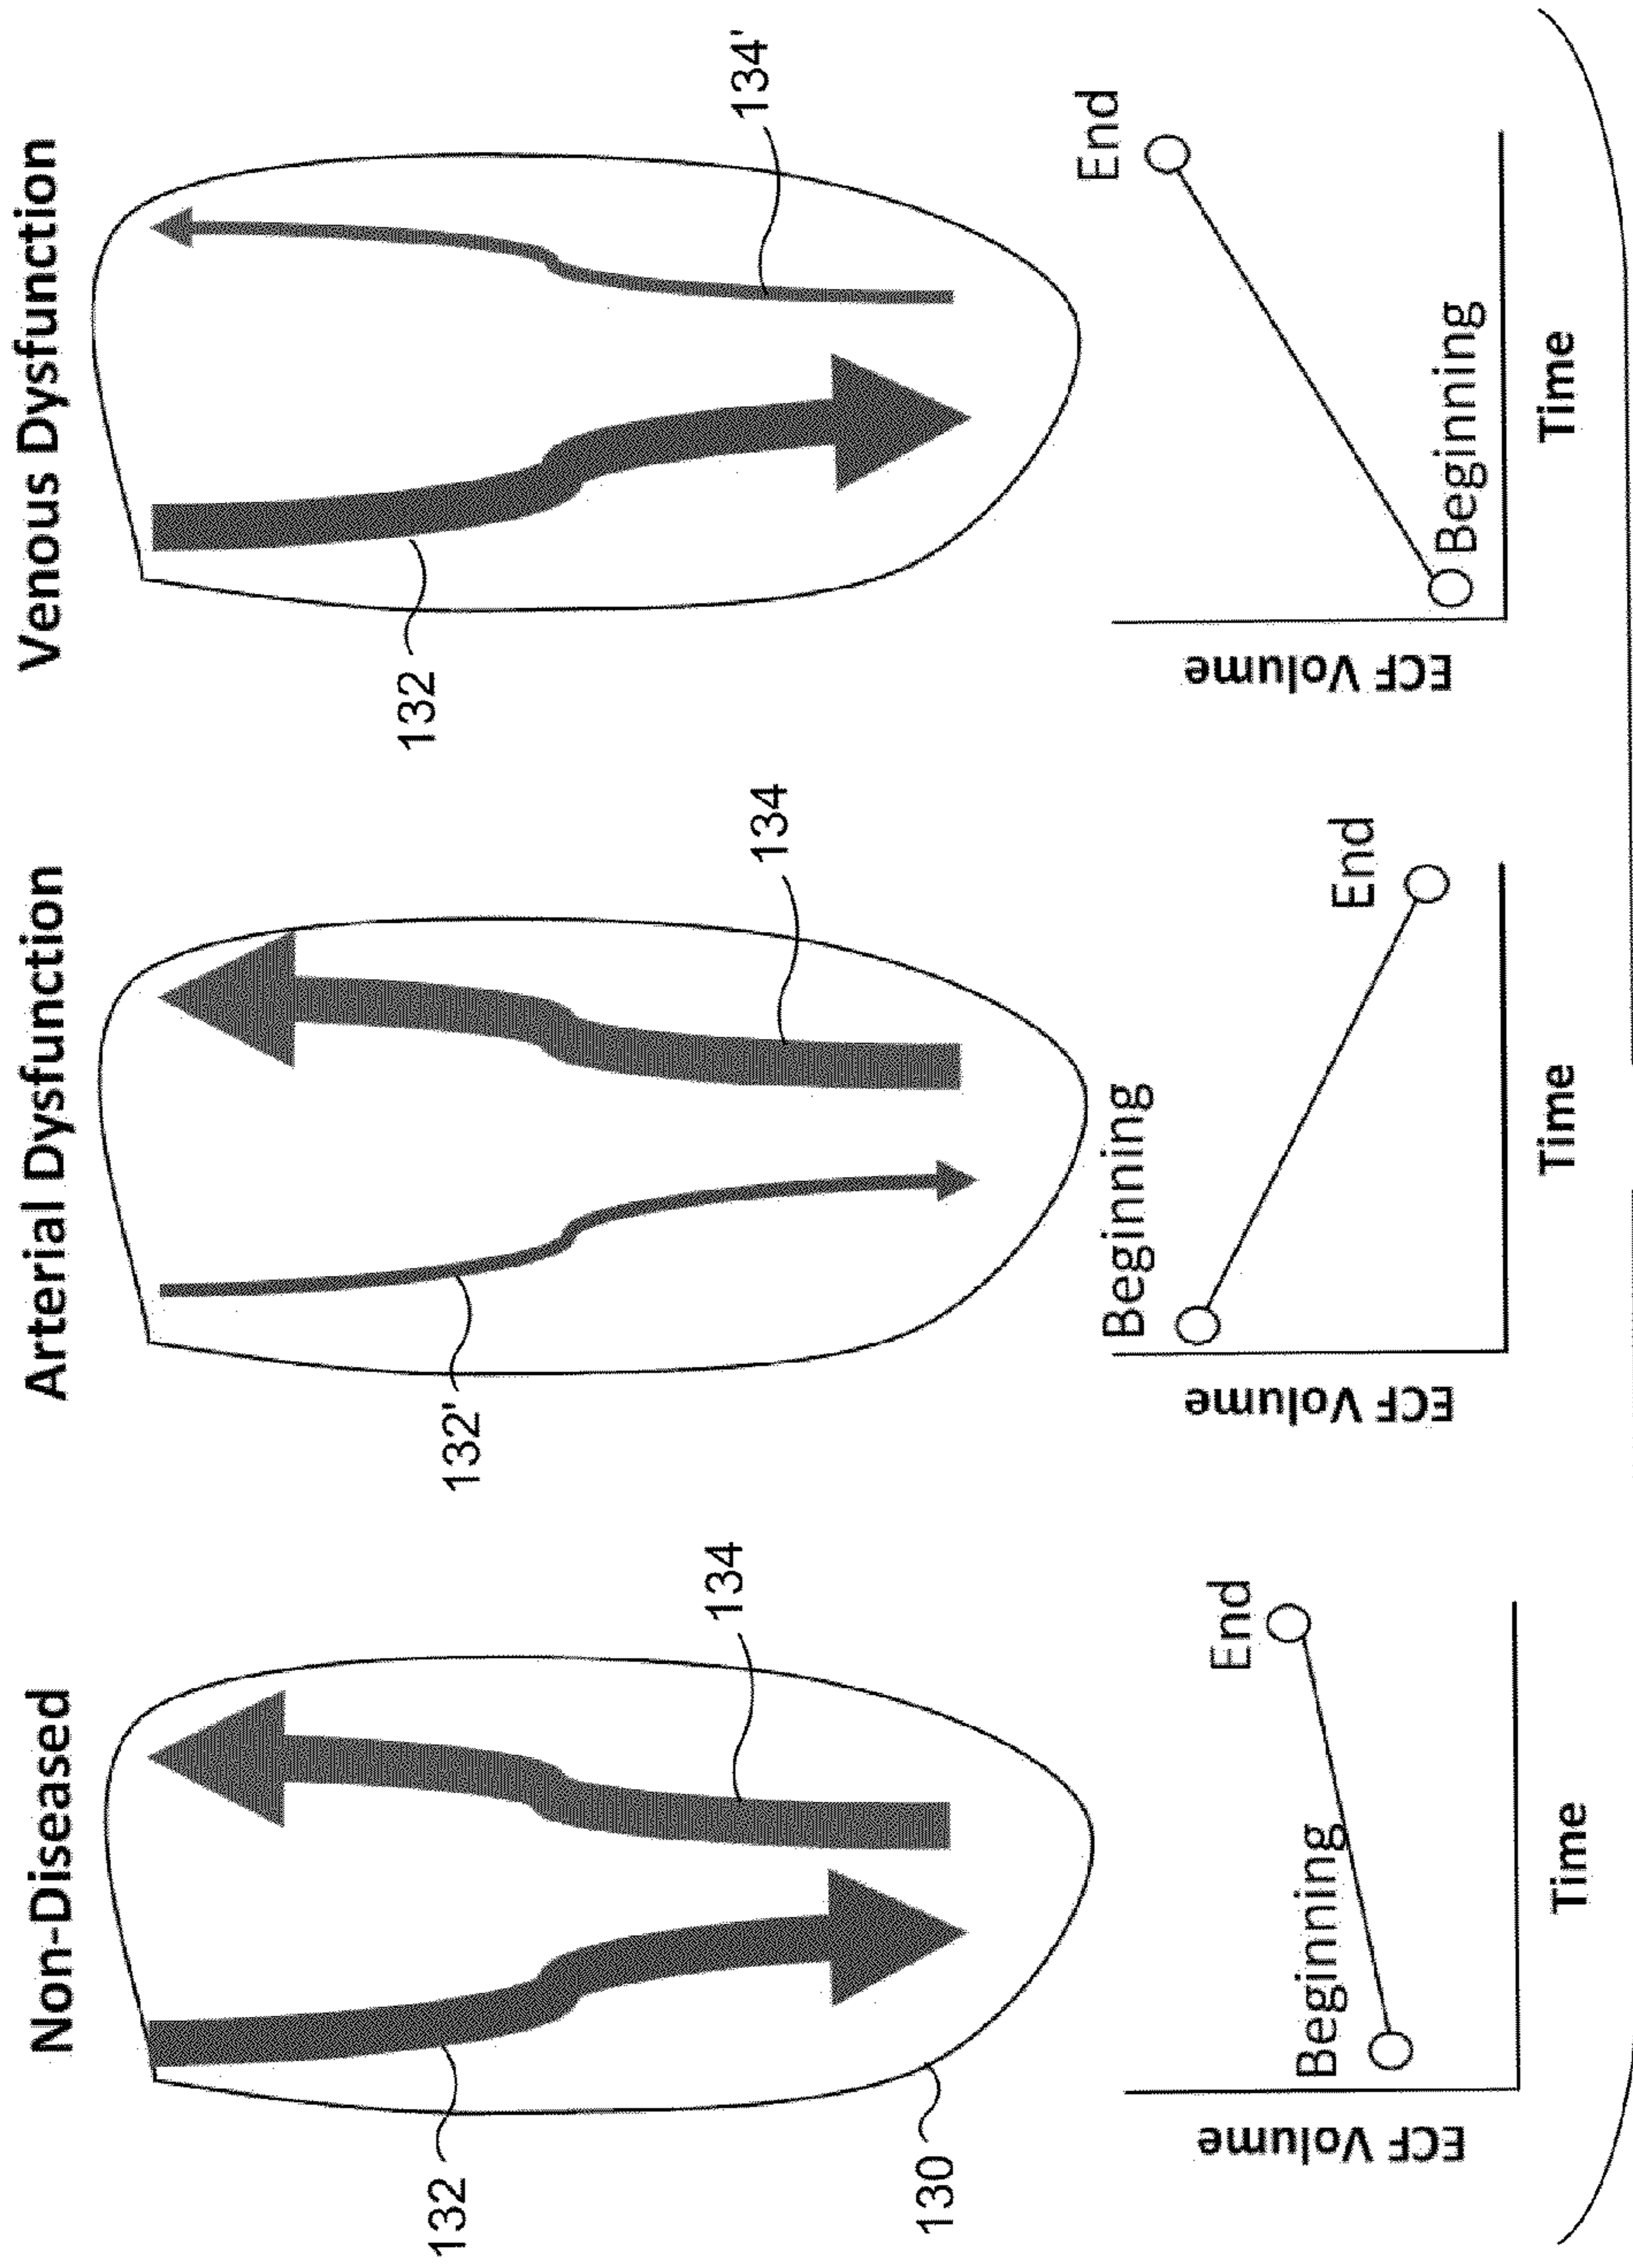 Non-Diseased
132
134
130
ECF Volume
Beginning
End
Time
Arterial Dysfunction
132'
134
ECF Volume
Beginning
End
Time
Venous Dysfunction
132
134'
ECF Volume
Beginning
End
Time